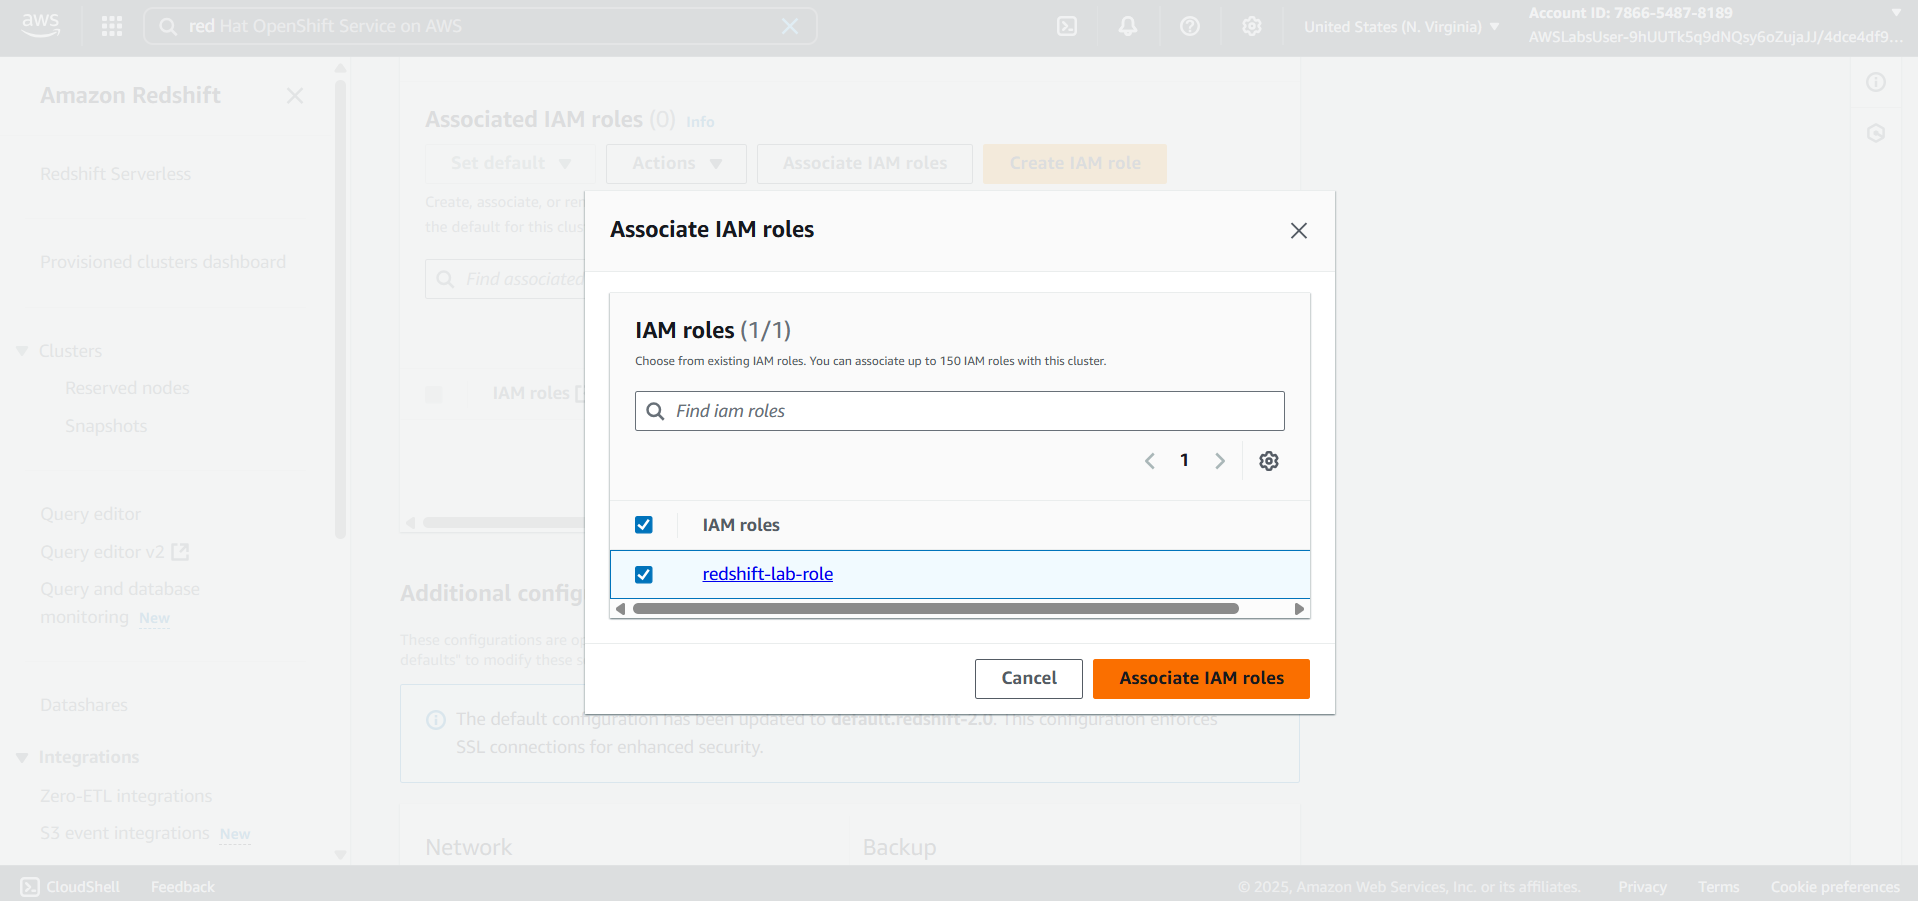 aws
red Hat OpenShift Service on AWS
United States (N. Virginia)
Account ID: 7866-5487-8189
AWSLabsUser-9hUUTk5q9dNQsy6oZujaJJ/4dce4df9...
Amazon Redshift
Redshift Serverless
Provisioned clusters dashboard
Clusters
Reserved nodes
Snapshots
Query editor
Query editor v2
Query and database
monitoring New
Datashares
Integrations
Zero-ETL integrations
S3 event integrations New
Associated IAM roles (0) Info
Set default
Actions
Associate IAM roles
Create IAM role
Create, associate, or
the default for this
Find associated
IAM roles
Additional
These configurations are
defaults" to modify these
The default configuration has been updated to default.redshift-2.0. This configuration enforces
SSL connections for enhanced security.
Network
Backup
Associate IAM roles
IAM roles (1/1)
Choose from existing IAM roles. You can associate up to 150 IAM roles with this cluster.
Find iam roles
1
IAM roles
redshift-lab-role
Cancel
Associate IAM roles
CloudShell
Feedback
© 2025, Amazon Web Services, Inc. or its affiliates.
Privacy
Terms
Cookie preferences